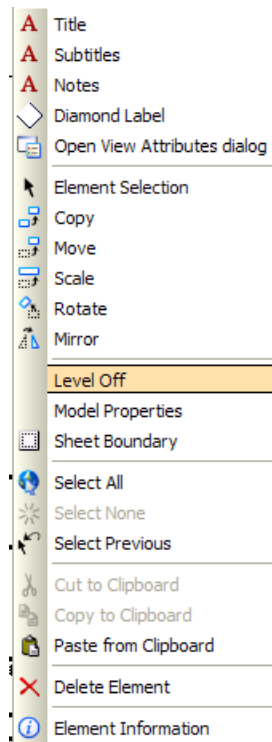 Title
Subtitles
Notes
Diamond Label
Open View Attributes dialog
Element Selection
Copy
Move
Scale
Rotate
Mirror
Level Off
Model Properties
Sheet Boundary
Select All
Select None
Select Previous
Cut to Clipboard
Copy to Clipboard
Paste from Clipboard
Delete Element
Element Information